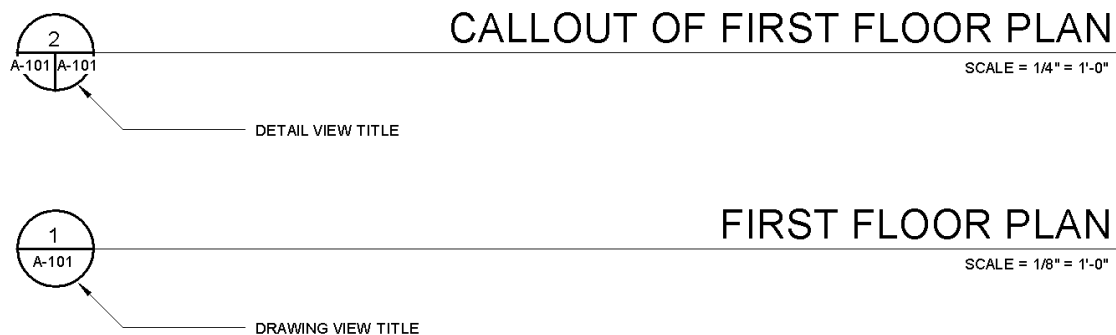 2
CALLOUT OF FIRST FLOOR PLAN
A-101 A-101
SCALE = 1/4" = 1'-0"
DETAIL VIEW TITLE
1
FIRST FLOOR PLAN
A-101
SCALE = 1/8" = 1'-0"
DRAWING VIEW TITLE